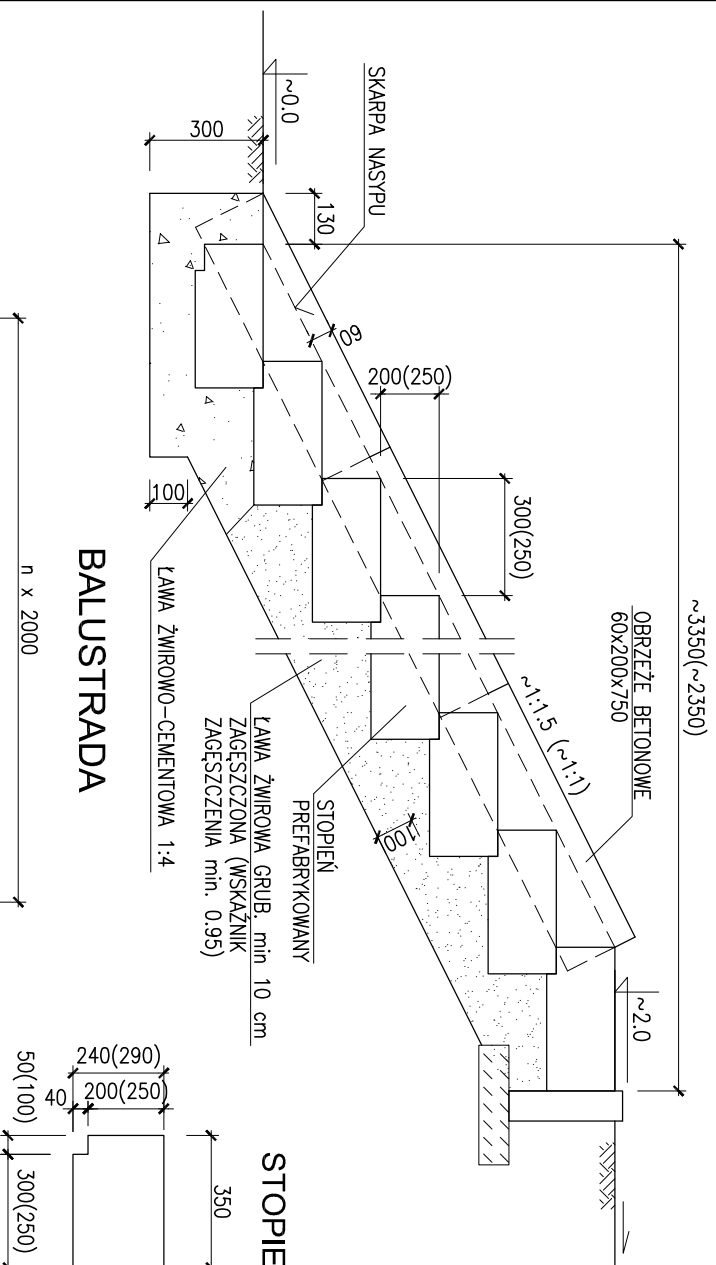 ~0.0
300
SKARPA NASYPU
130
60
200(250)
300(250)
~3350(~2350)
OBRZEŻE BETONOWE
60x200x750
~1:1.5 (~1:1)
100
BALUSTRADA
n x 2000
ŁAWA ŻWIROWO-CEMENTOWA 1:4
ŁAWA ŻWIROWA GRUB. min 10 cm
ZAGĘSZCZONA (WSKAŹNIK
ZAGĘSZCZENIA min. 0.95)
STOPIEŃ
PREFABRYKOWANY
100
~2.0
STOPIE
240(290)
200(250)
40
50(100)
300(250)
350